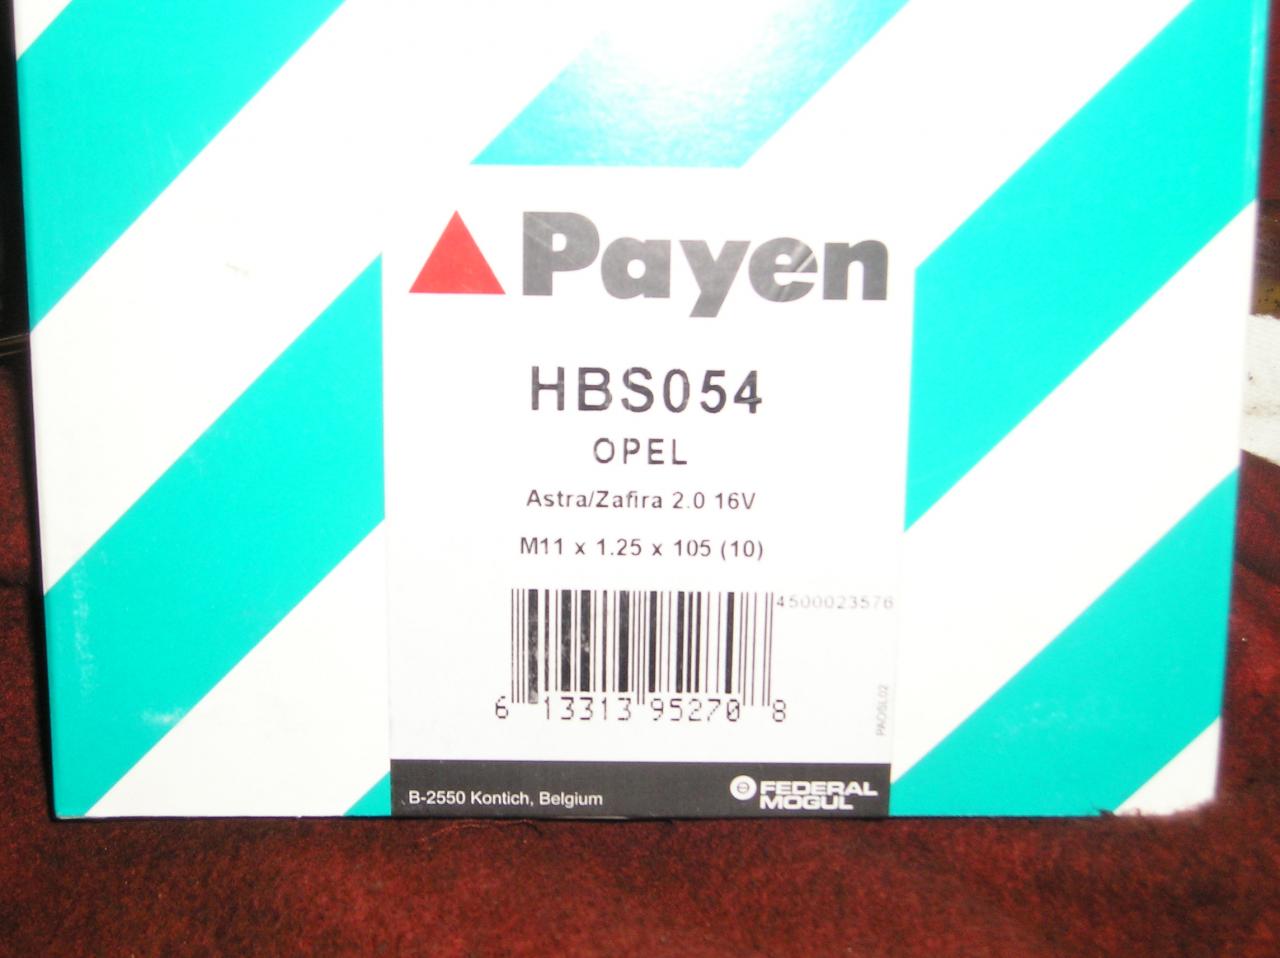 Payen
HBS054
OPEL
Astra/Zafira 2.0 16V
M11 x 1.25 x 105 (10)
4500023576
6 13313 95270 8
PAOSL02
B-2550 Kontich, Belgium
FEDERAL
MOGUL